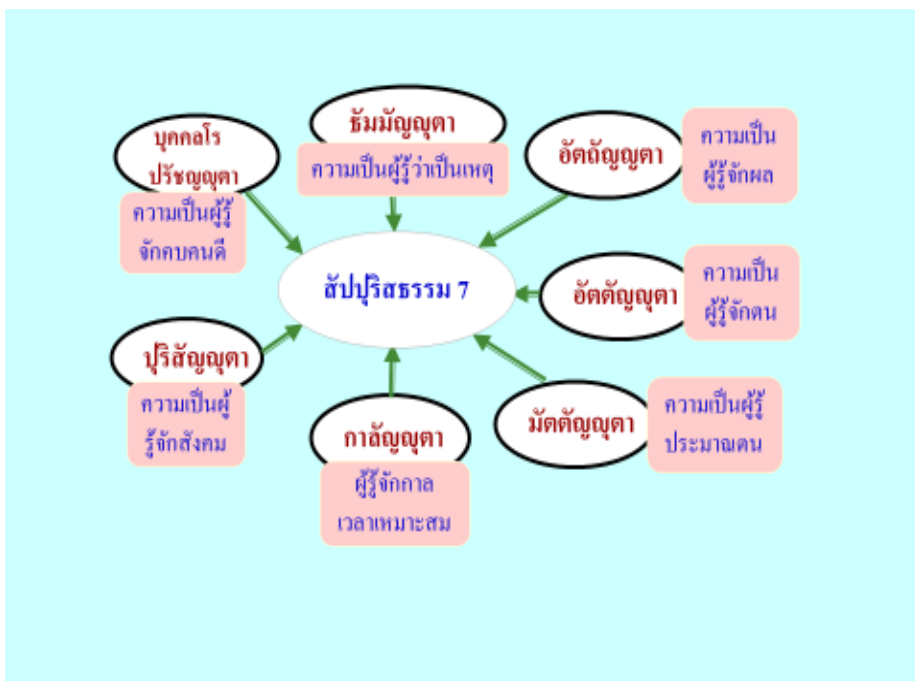 ธัมมัญญุตา
ความเป็นผู้รู้ว่าเป็นเหตุ
อัตถัญญุตา
ความเป็น
ผู้รู้จักผล
อัตตัญญุตา
ความเป็น
ผู้รู้จักตน
มัตตัญญุตา
ความเป็นผู้รู้
ประมาณตน
กาลัญญุตา
ผู้รู้จักกาล
เวลาเหมาะสม
ปุริสัญญุตา
ความเป็นผู้
รู้จักสังคม
บุคคลโร
ปรัชญญุตา
ความเป็นผู้รู้
จักคบคนดี
สัปปุริสธรรม 7